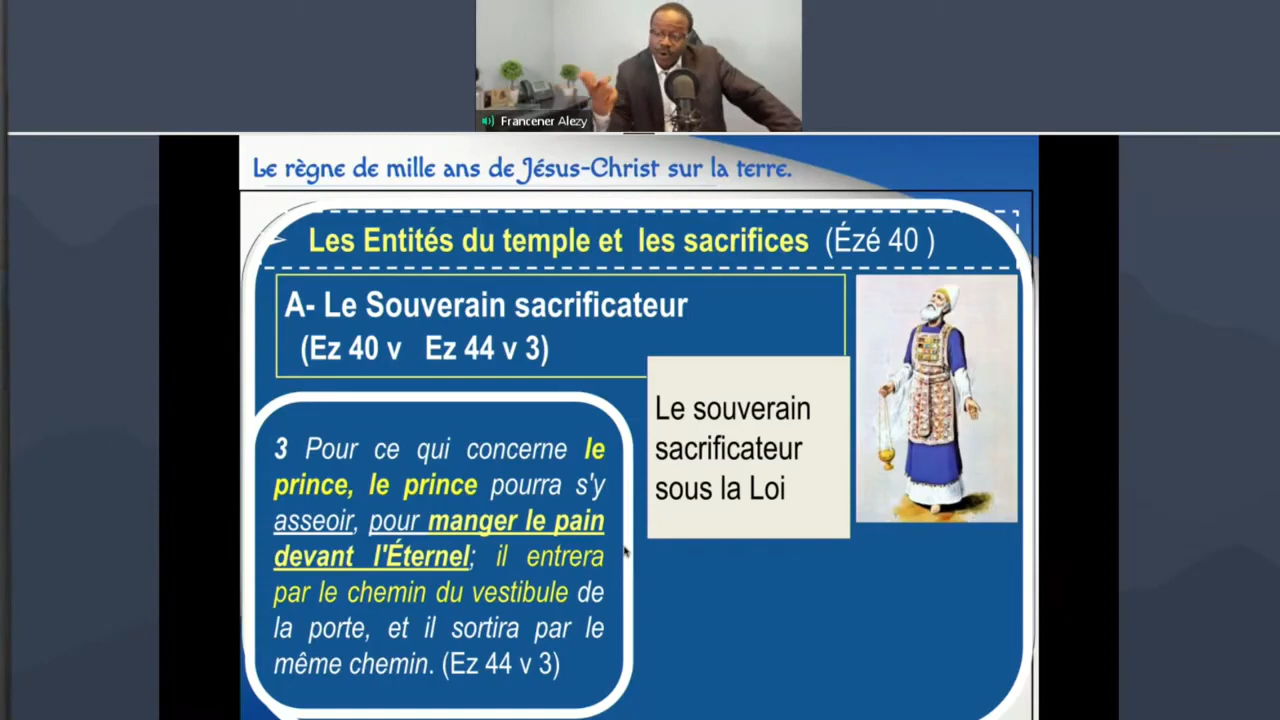 Francener Alezy
Le règne de mille ans de Jésus-Christ sur la terre.
Les Entités du temple et les sacrifices (Ézé 40 )
A- Le Souverain sacrificateur
(Ez 40 v Ez 44 v 3)
Le souverain
sacrificateur
sous la Loi
3 Pour ce qui concerne le
prince, le prince pourra s'y
asseoir, pour manger le pain
devant l'Éternel; il entrera
par le chemin du vestibule de
la porte, et il sortira par le
même chemin. (Ez 44 v 3)